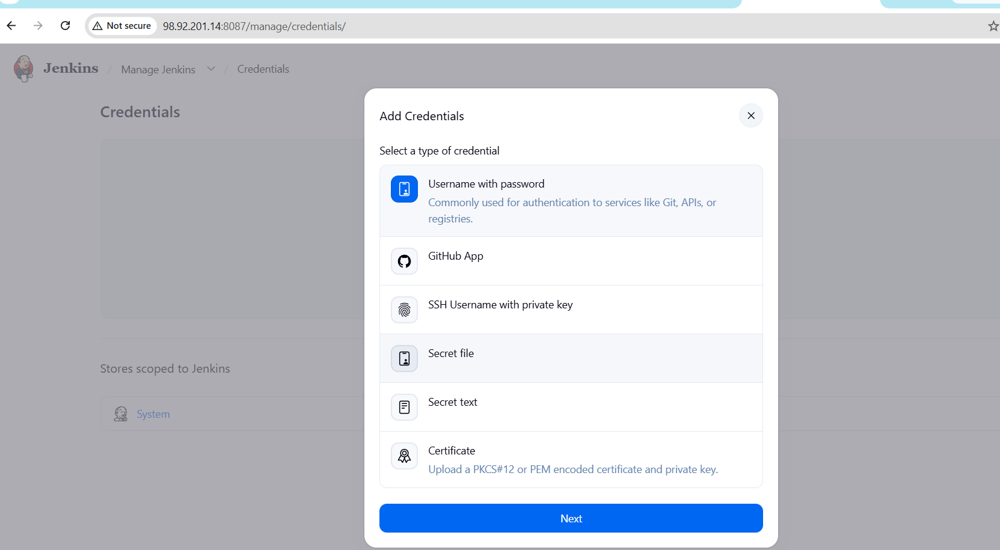 Not secure
98.92.201.14:8087/manage/credentials/
Jenkins / Manage Jenkins / Credentials
Credentials
Add Credentials
Select a type of credential
Username with password
Commonly used for authentication to services like Git, APIs, or
registries.
GitHub App
SSH Username with private key
Secret file
Stores scoped to Jenkins
Secret text
System
Certificate
Upload a PKCS#12 or PEM encoded certificate and private key.
Next